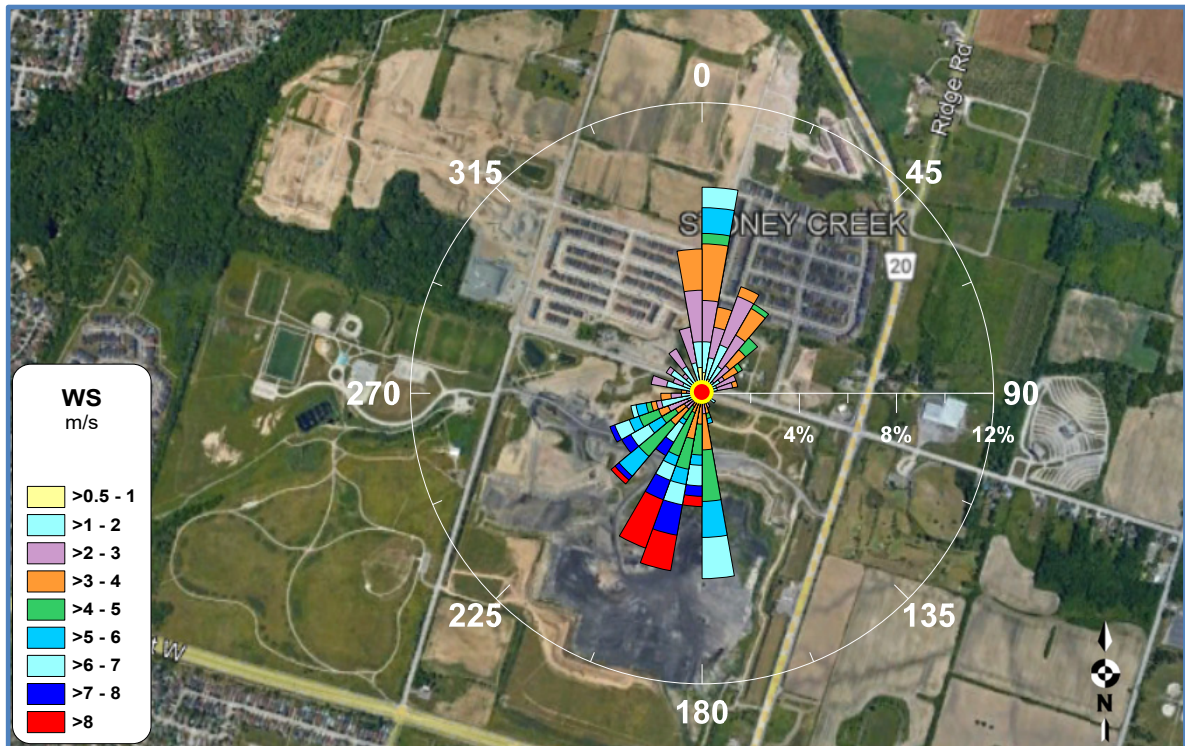 Ridge Rd
0
315
45
STONEY CREEK
20
270
90
4%
8%
12%
WS
m/s
>0.5 - 1
>1 - 2
>2 - 3
>3 - 4
>4 - 5
>5 - 6
>6 - 7
>7 - 8
>8
225
135
180
t W
N